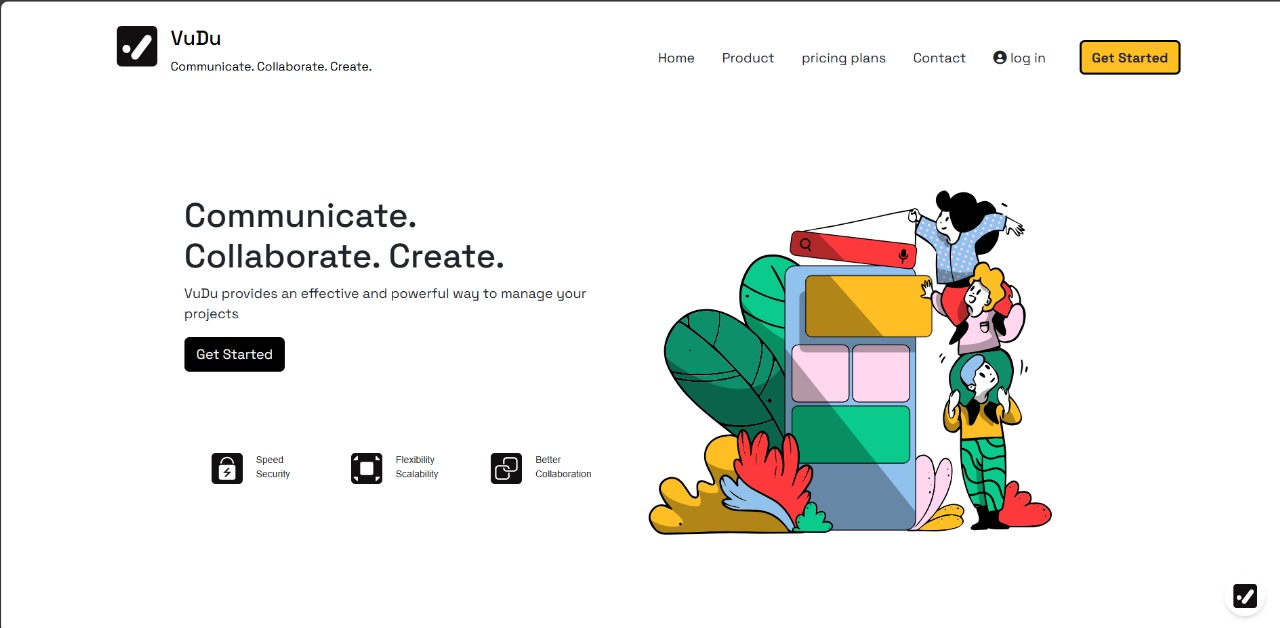 VuDu
Communicate. Collaborate. Create.
Home Product pricing plans Contact log in Get Started
Communicate.
Collaborate. Create.
VuDu provides an effective and powerful way to manage your
projects
Get Started
Speed
Security
Flexibility
Scalability
Better
Collaboration